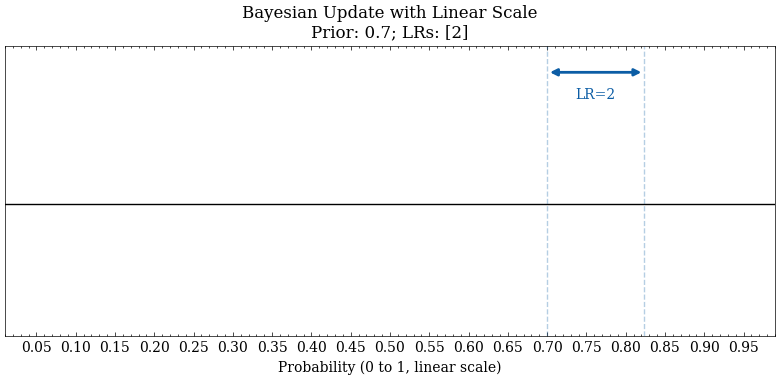 Bayesian Update with Linear Scale
Prior: 0.7; LRs: [2]
LR=2
0.05 0.10 0.15 0.20 0.25 0.30 0.35 0.40 0.45 0.50 0.55 0.60 0.65 0.70 0.75 0.80 0.85 0.90 0.95
Probability (0 to 1, linear scale)